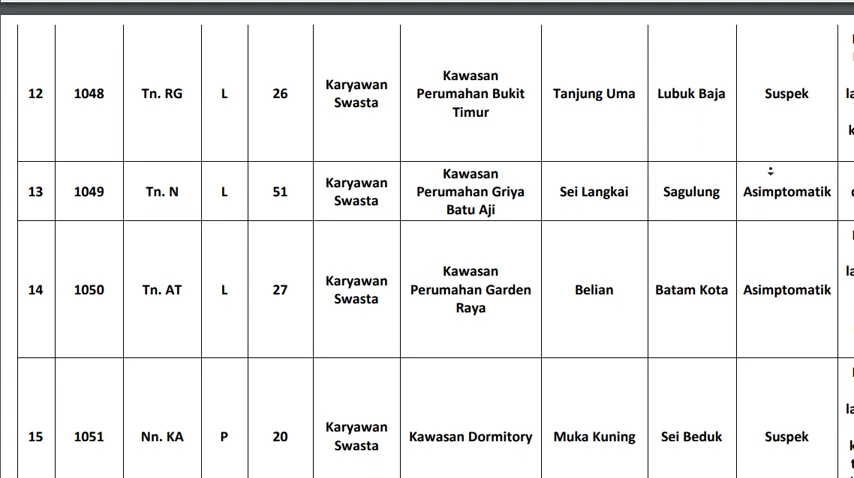 12 1048 Tn. RG L 26 Karyawan Swasta Kawasan Perumahan Bukit Timur Tanjung Uma Lubuk Baja Suspek
13 1049 Tn. N L 51 Karyawan Swasta Kawasan Perumahan Griya Batu Aji Sei Langkai Sagulung Asimptomatik
14 1050 Tn. AT L 27 Karyawan Swasta Kawasan Perumahan Garden Raya Belian Batam Kota Asimptomatik
15 1051 Nn. KA P 20 Karyawan Swasta Kawasan Dormitory Muka Kuning Sei Beduk Suspek